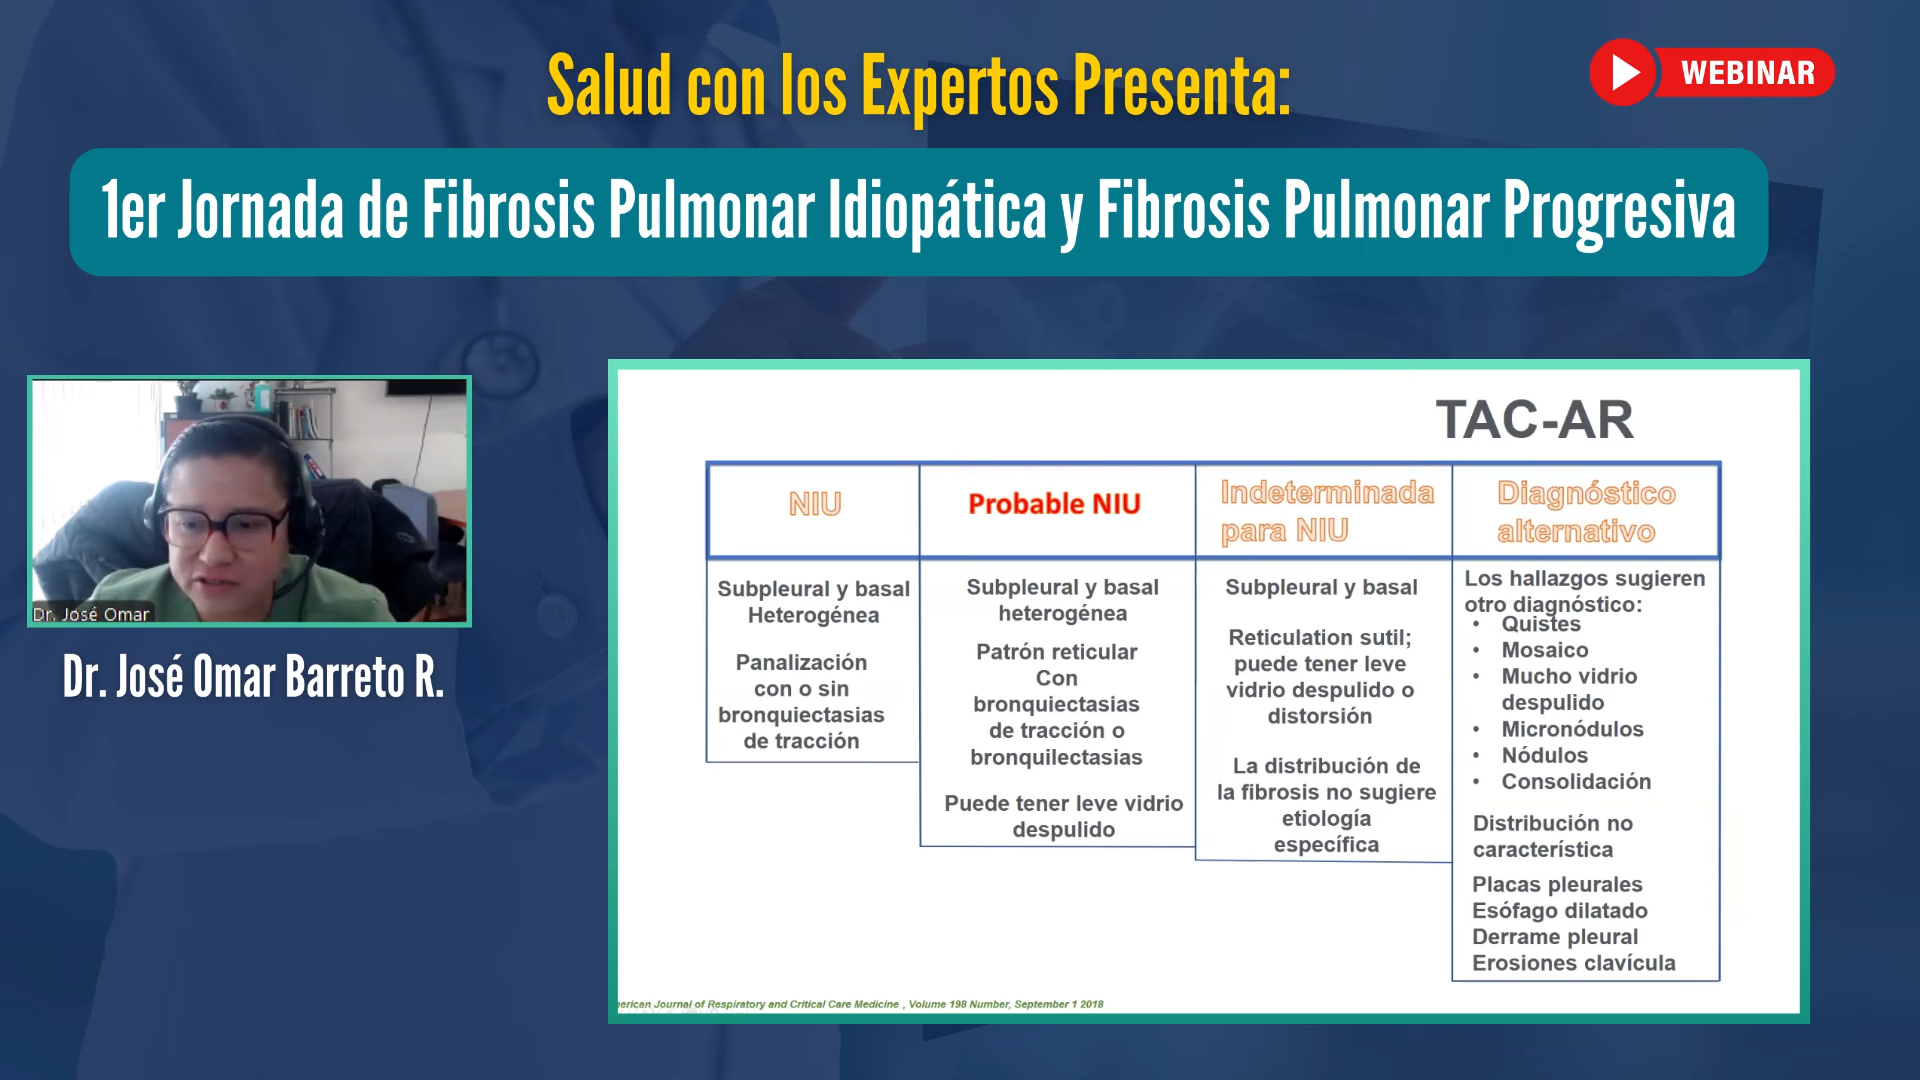 Salud con los Expertos Presenta:
WEBINAR
1er Jornada de Fibrosis Pulmonar Idiopática y Fibrosis Pulmonar Progresiva
Dr. José Omar
Dr. José Omar Barreto R.
TAC-AR
NIU
Subpleural y basal
Heterogénea
Panalización
con o sin
bronquiectasias
de tracción
Probable NIU
Subpleural y basal
heterogénea
Patrón reticular
Con
bronquiectasias
de tracción o
bronquilectasias
Puede tener leve vidrio
despulido
Indeterminada
para NIU
Subpleural y basal
Reticulation sutil;
puede tener leve
vidrio despulido o
distorsión
La distribución de
la fibrosis no sugiere
etiología
específica
Diagnóstico
alternativo
Los hallazgos sugieren
otro diagnóstico:
• Quistes
• Mosaico
• Mucho vidrio
despulido
• Micronódulos
• Nódulos
• Consolidación
Distribución no
característica
Placas pleurales
Esófago dilatado
Derrame pleural
Erosiones clavícula
erican Journal of Respiratory and Critical Care Medicine , Volume 198 Number, September 1 2018